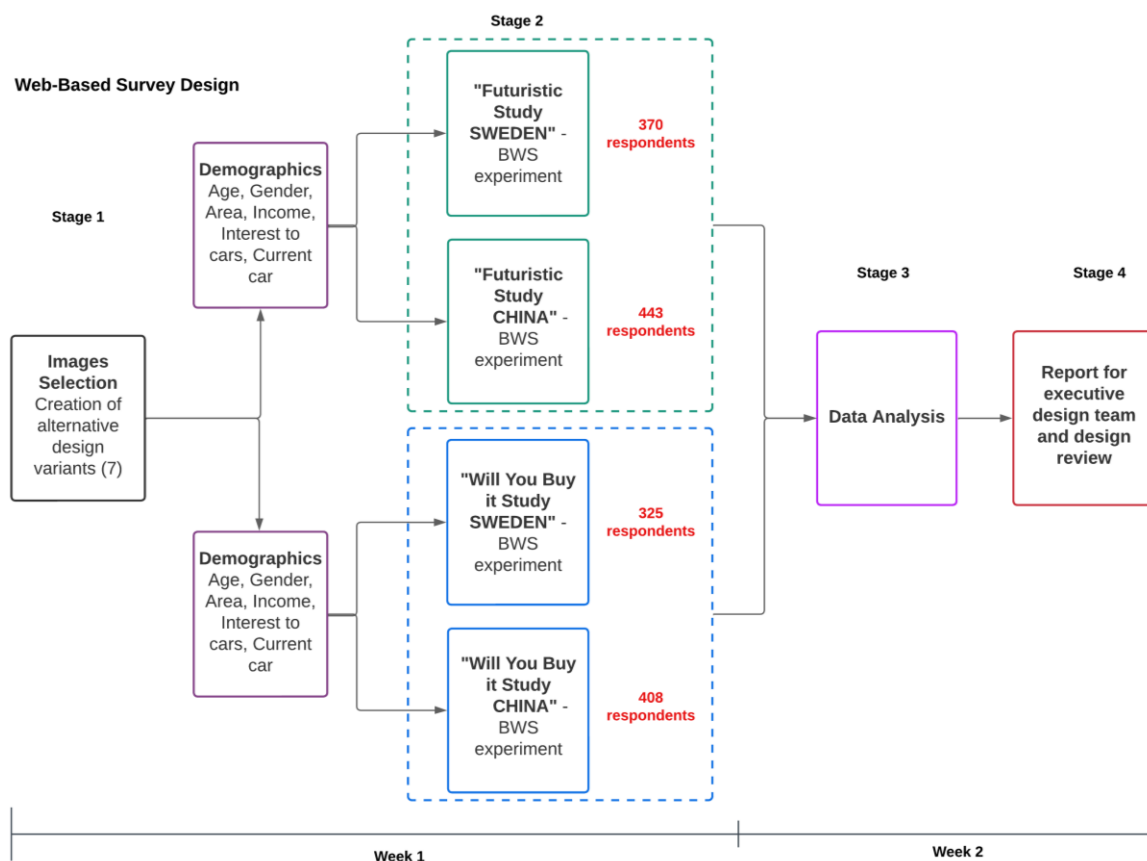 Stage 2
Web-Based Survey Design
Stage 1
Images
Selection
Creation of
alternative
design
variants (7)
Demographics
Age, Gender,
Area, Income,
Interest to
cars, Current
car
"Futuristic
Study
SWEDEN" -
BWS
experiment
370
respondents
"Futuristic
Study
CHINA" -
BWS
experiment
443
respondents
Demographics
Age, Gender,
Area, Income,
Interest to
cars, Current
car
"Will You Buy
it Study
SWEDEN" -
BWS
experiment
325
respondents
"Will You Buy
it Study
CHINA" -
BWS
experiment
408
respondents
Stage 3
Data Analysis
Stage 4
Report for
executive
design team
and design
review
Week 1
Week 2